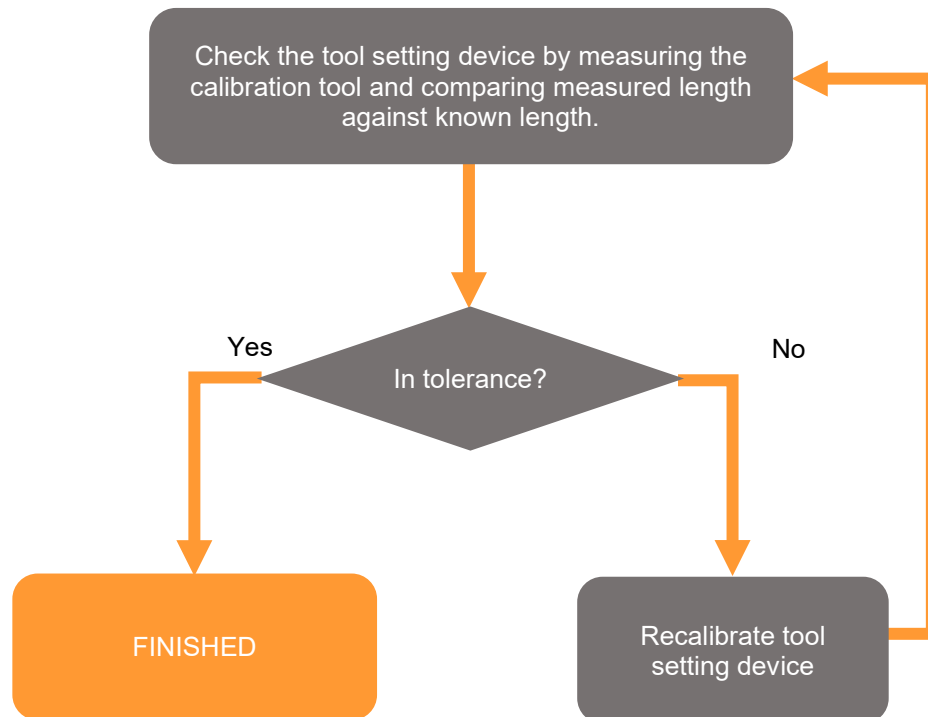 Check the tool setting device by measuring the
calibration tool and comparing measured length
against known length.
Yes
No
In tolerance?
FINISHED
Recalibrate tool
setting device